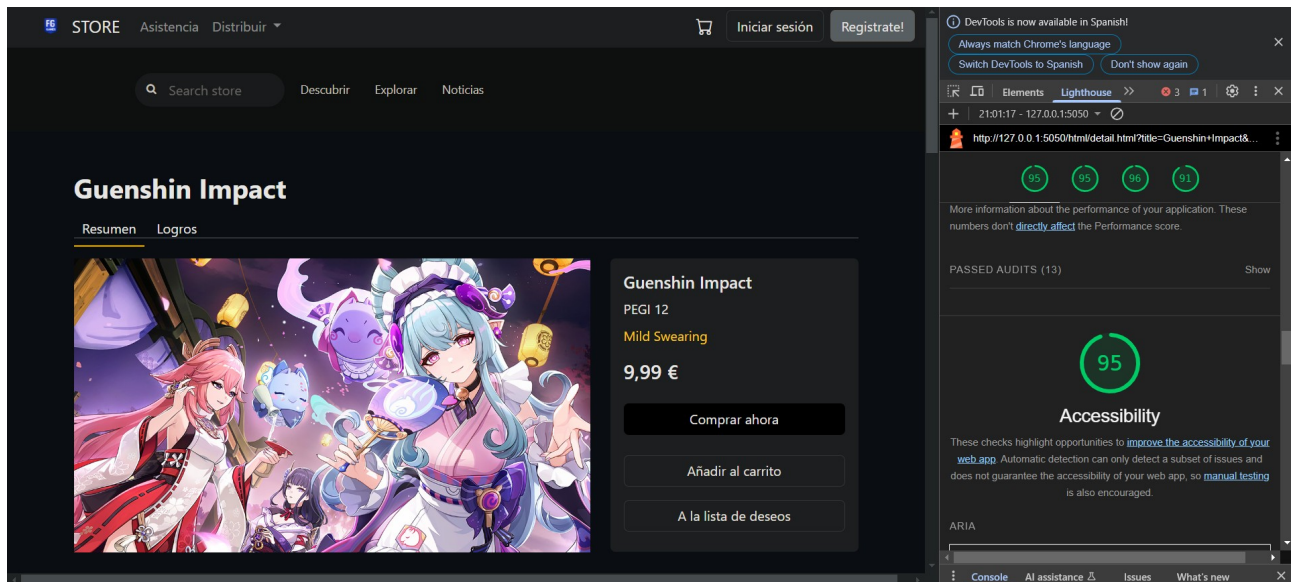 FG STORE Asistencia Distribuir Iniciar sesión Registrate!
Search store Descubrir Explorar Noticias
Guenshin Impact
Resumen Logros
Guenshin Impact
PEGI 12
Mild Swearing
9,99 €
Comprar ahora
Añadir al carrito
A la lista de deseos
DevTools is now available in Spanish!
Always match Chrome's language
Switch DevTools to Spanish Don't show again
Elements Lighthouse 3 1
21:01:17 - 127.0.0.1:5050
http://127.0.0.1:5050/html/detail.html?title=Guenshin+Impact&...
95 95 96 91
More information about the performance of your application. These
numbers don't directly affect the Performance score.
PASSED AUDITS (13) Show
95
Accessibility
These checks highlight opportunities to improve the accessibility of your
web app. Automatic detection can only detect a subset of issues and
does not guarantee the accessibility of your web app, so manual testing
is also encouraged.
ARIA
Console AI assistance Issues What's new